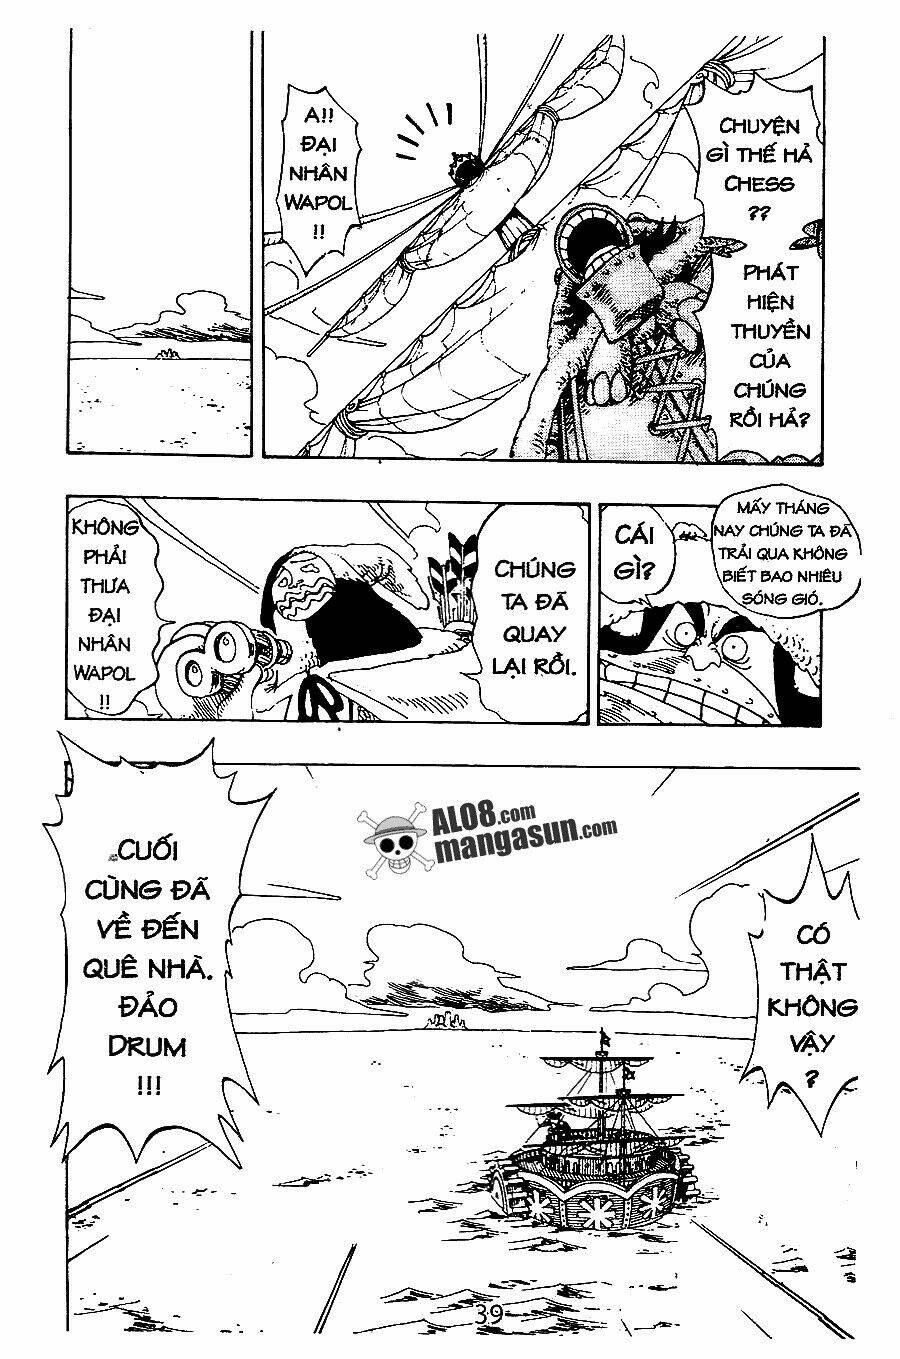 CHUYỆN
GÌ THẾ HẢ
CHESS
??
PHÁT
HIỆN
THUYỀN
CỦA
CHÚNG
RỒI HẢ?
A!!
ĐẠI
NHÂN
WAPOL
!!
MẤY THÁNG
NAY CHÚNG TA ĐÃ
TRẢI QUA KHÔNG
BIẾT BAO NHIÊU
SÓNG GIÓ.
CÁI
GÌ?
CHÚNG
TA ĐÃ
QUAY
LẠI RỒI.
KHÔNG
PHẢI
THƯA
ĐẠI
NHÂN
WAPOL
!!
CÓ
THẬT
KHÔNG
VẬY
?
CUỐI
CÙNG ĐÃ
VỀ ĐẾN
QUÊ NHÀ.
ĐẢO
DRUM
!!!
ALO8.com
mangasun.com
39